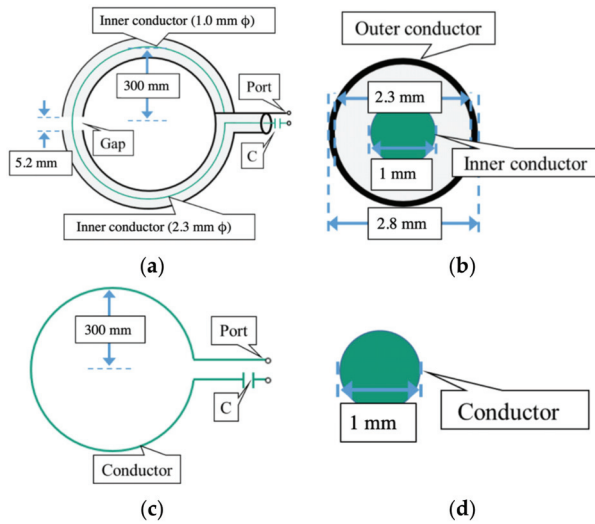 Inner conductor (1.0 mm ϕ)
300 mm
Port
Gap
C
5.2 mm
Inner conductor (2.3 mm ϕ)
(a)
Outer conductor
2.3 mm
Inner conductor
1 mm
2.8 mm
(b)
300 mm
Port
C
Conductor
(c)
1 mm
Conductor
(d)